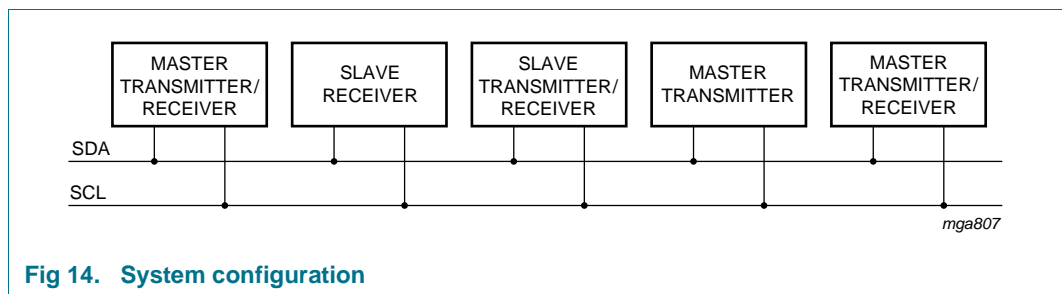 MASTER
TRANSMITTER/
RECEIVER
SLAVE
RECEIVER
SLAVE
TRANSMITTER/
RECEIVER
MASTER
TRANSMITTER
MASTER
TRANSMITTER/
RECEIVER
SDA
SCL
mga807
Fig 14. System configuration